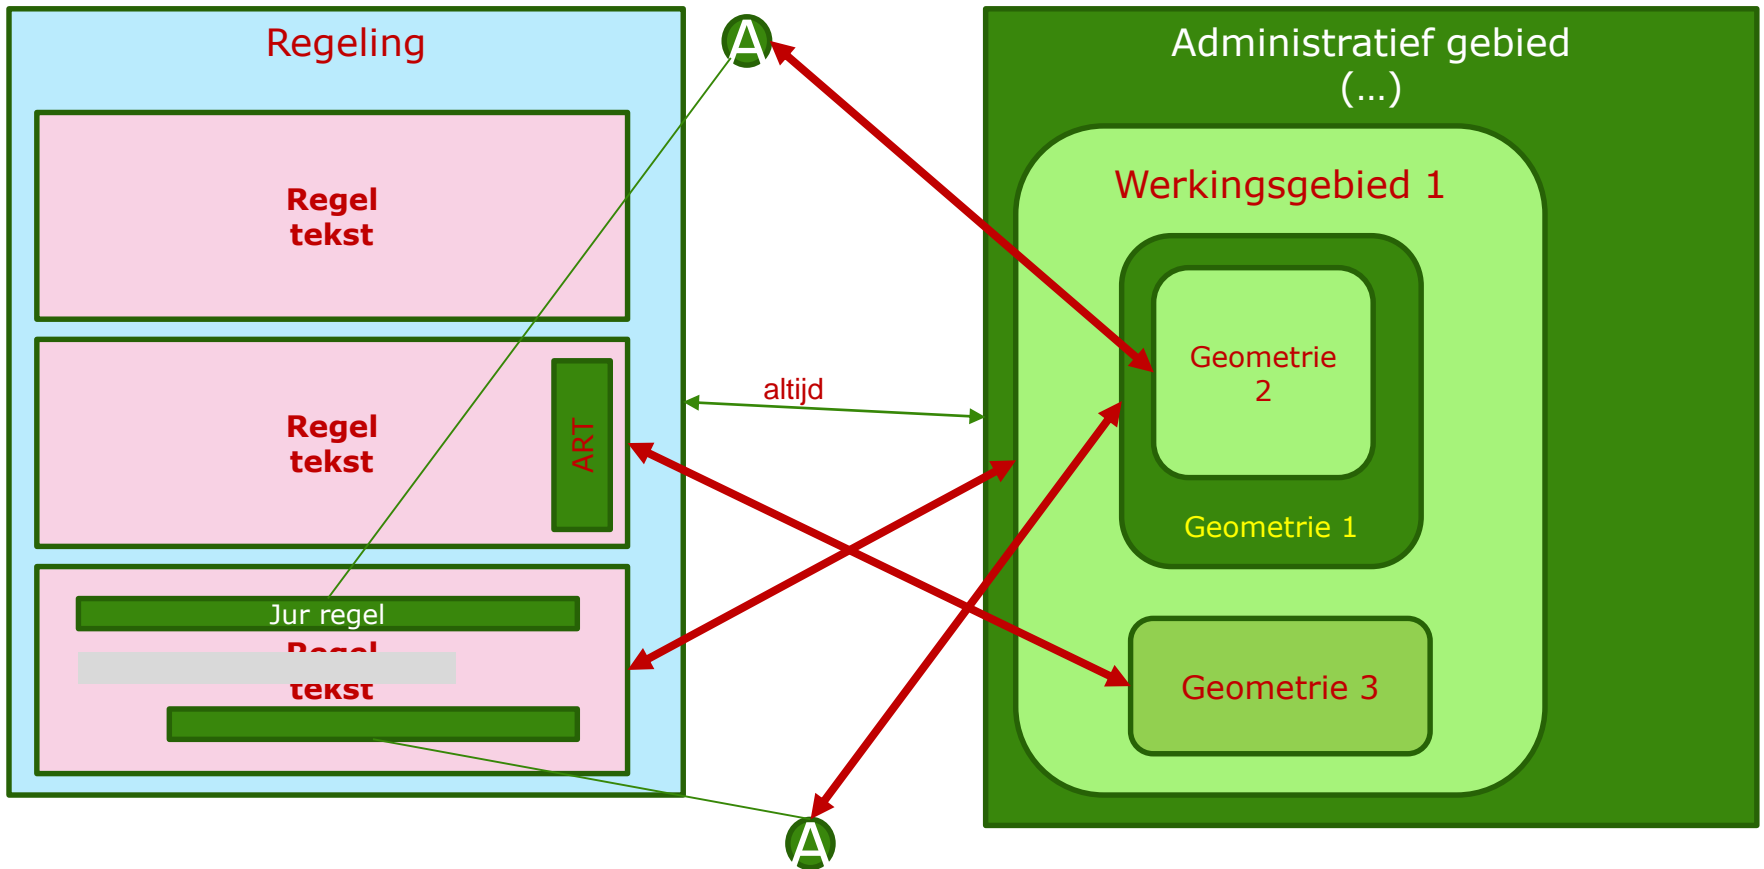 Regeling
Regel
tekst
Regel
tekst
ART
Jur regel
Regel
tekst
A
altijd
A
Administratief gebied
(...)
Werkingsgebied 1
Geometrie
2
Geometrie 1
Geometrie 3